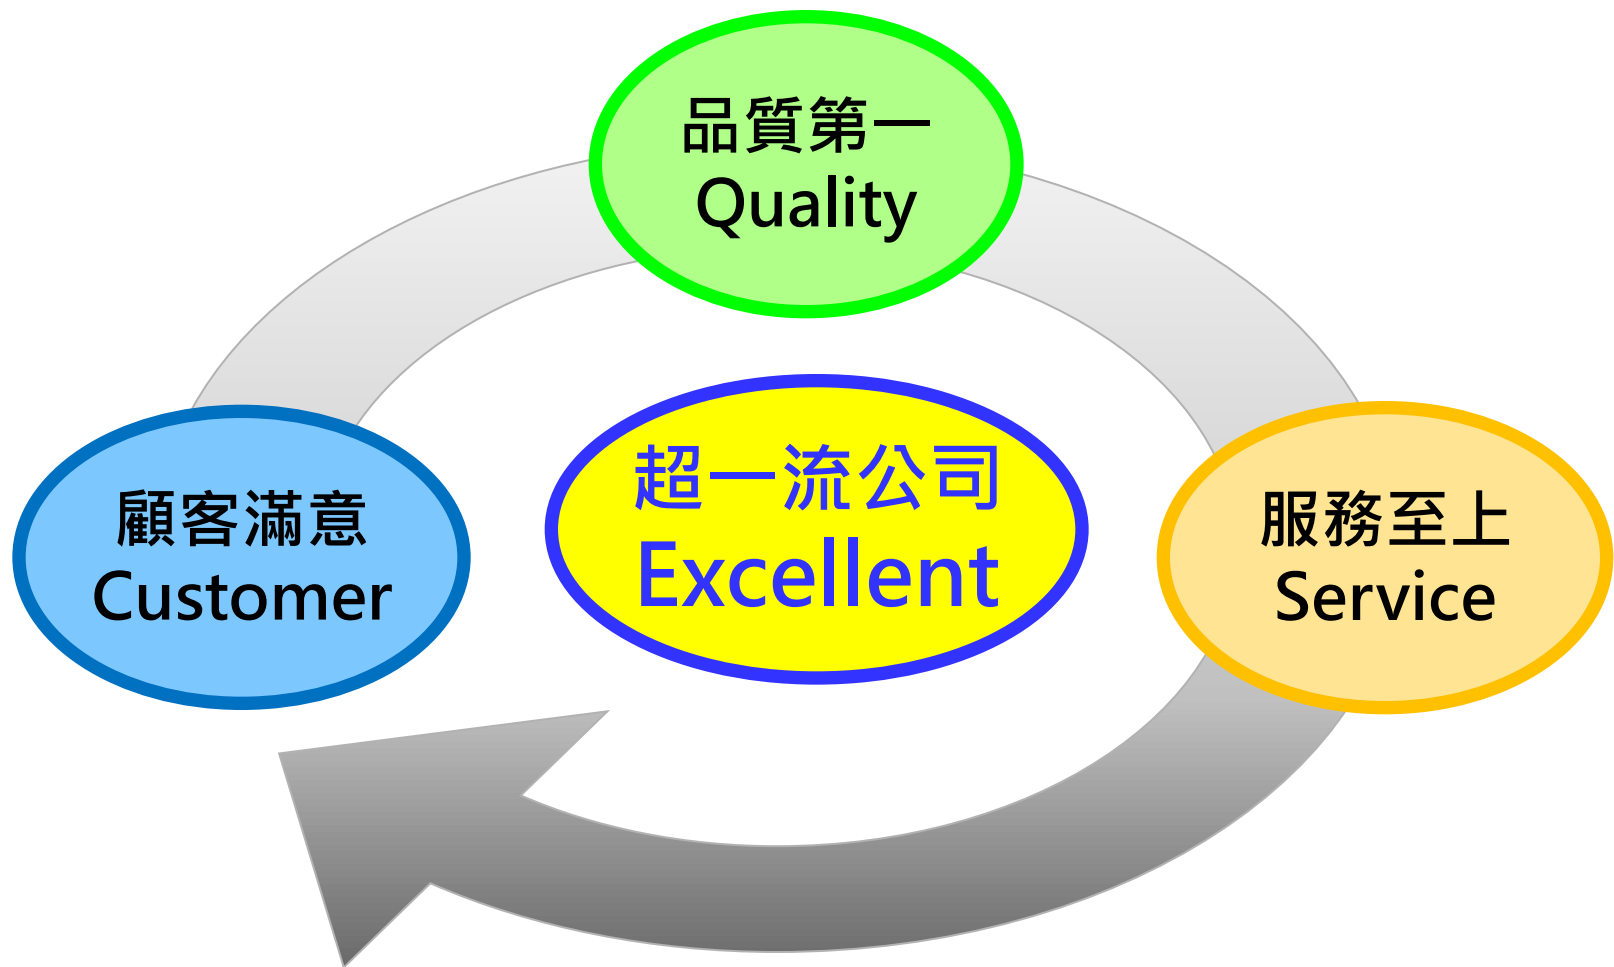 品質第一
Quality
超一流公司
Excellent
顧客滿意
Customer
服務至上
Service